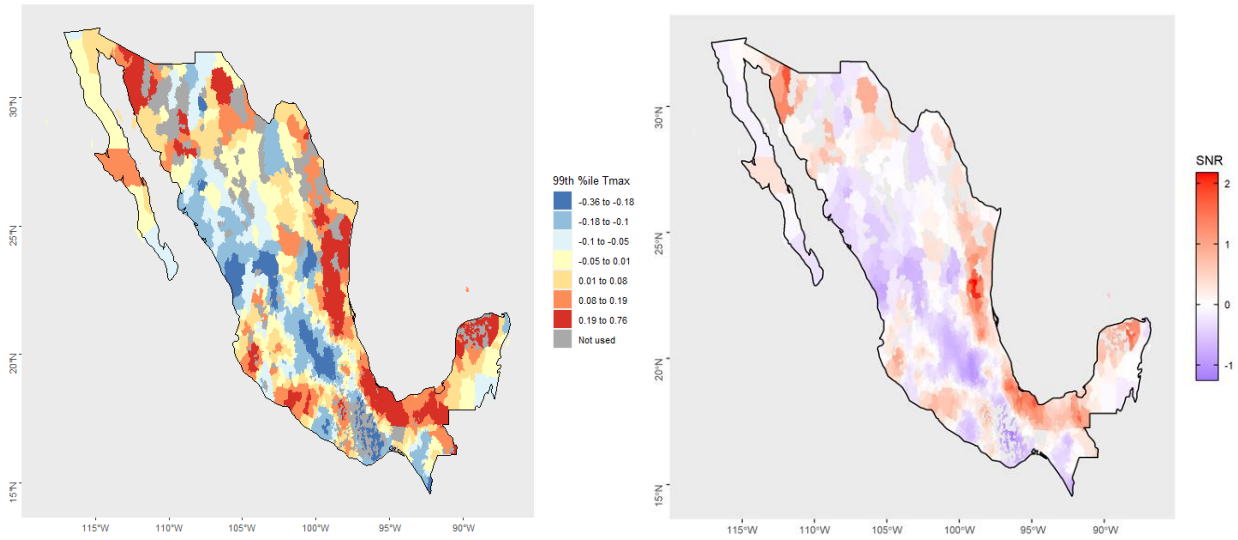 30°N
25°N
20°N
15°N
115°W
110°W
105°W
100°W
95°W
90°W
99th %ile Tmax
-0.36 to -0.18
-0.18 to -0.1
-0.1 to -0.05
-0.05 to 0.01
0.01 to 0.08
0.08 to 0.19
0.19 to 0.76
Not used
30°N
25°N
20°N
15°N
115°W
110°W
105°W
100°W
95°W
90°W
SNR
2
1
0
-1